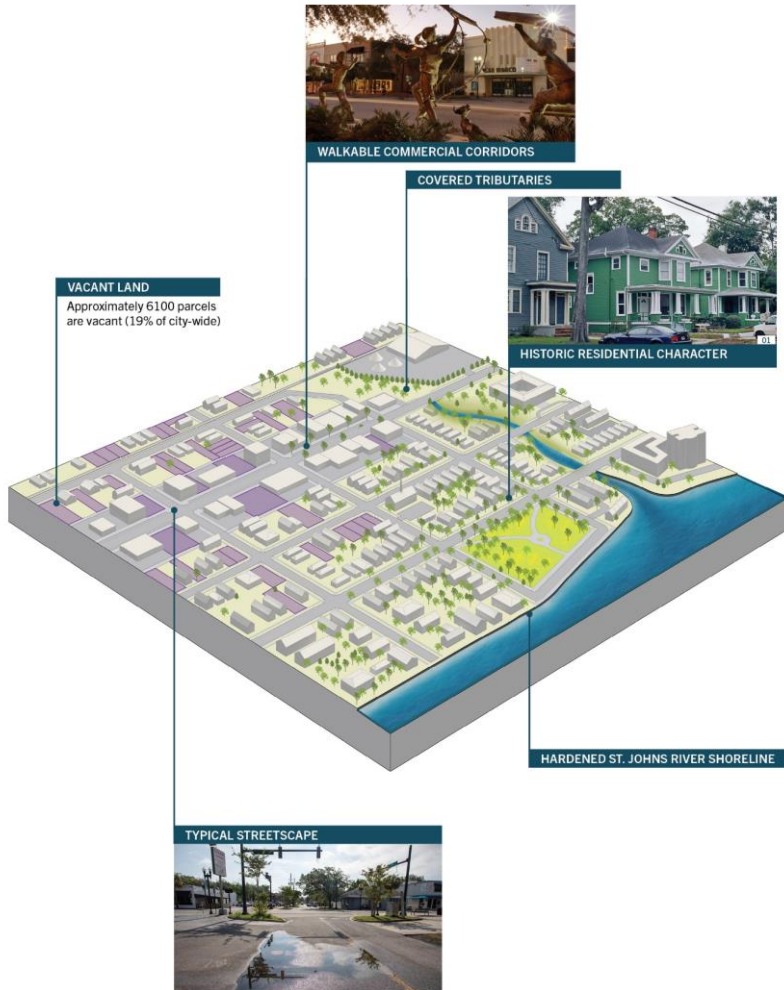 WALKABLE COMMERCIAL CORRIDORS
COVERED TRIBUTARIES
VACANT LAND
Approximately 6100 parcels
are vacant (19% of city-wide)
01
HISTORIC RESIDENTIAL CHARACTER
HARDENED ST. JOHNS RIVER SHORELINE
TYPICAL STREETSCAPE